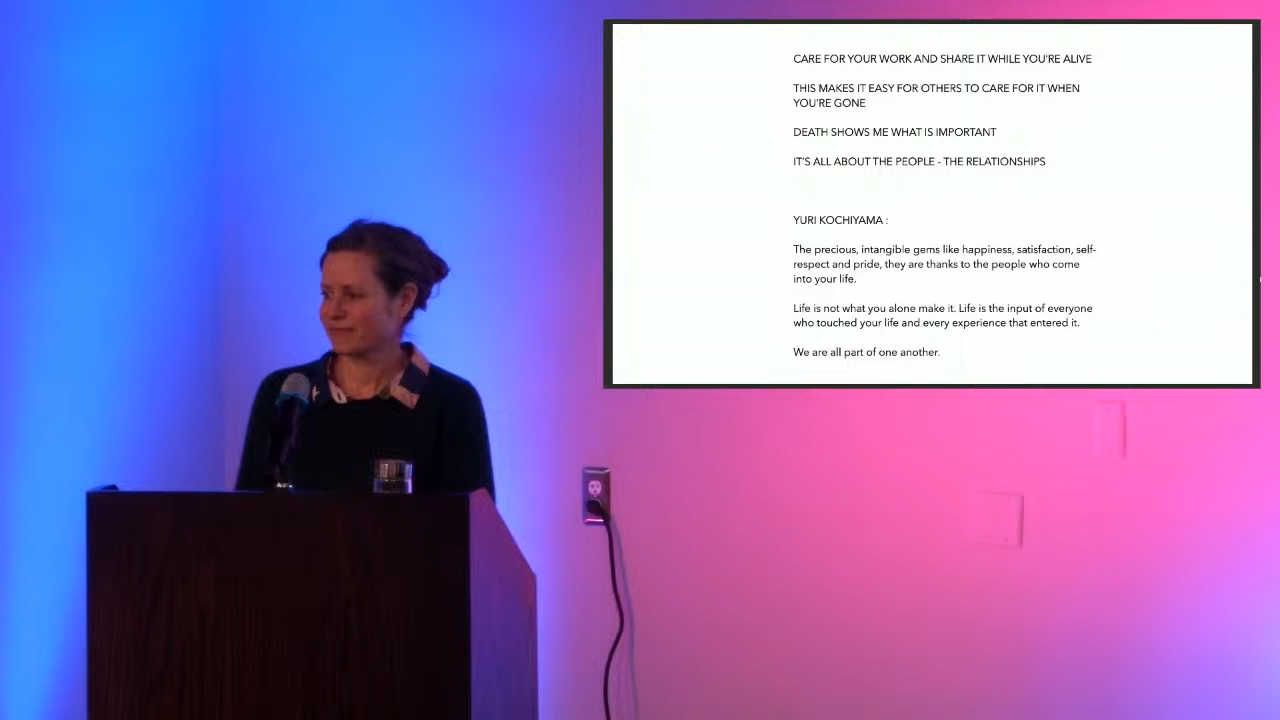 CARE FOR YOUR WORK AND SHARE IT WHILE YOU'RE ALIVE
THIS MAKES IT EASY FOR OTHERS TO CARE FOR IT WHEN
YOU'RE GONE
DEATH SHOWS ME WHAT IS IMPORTANT
IT'S ALL ABOUT THE PEOPLE - THE RELATIONSHIPS
YURI KOCHIYAMA :
The precious, intangible gems like happiness, satisfaction, self-
respect and pride, they are thanks to the people who come
into your life.
Life is not what you alone make it. Life is the input of everyone
who touched your life and every experience that entered it.
We are all part of one another.